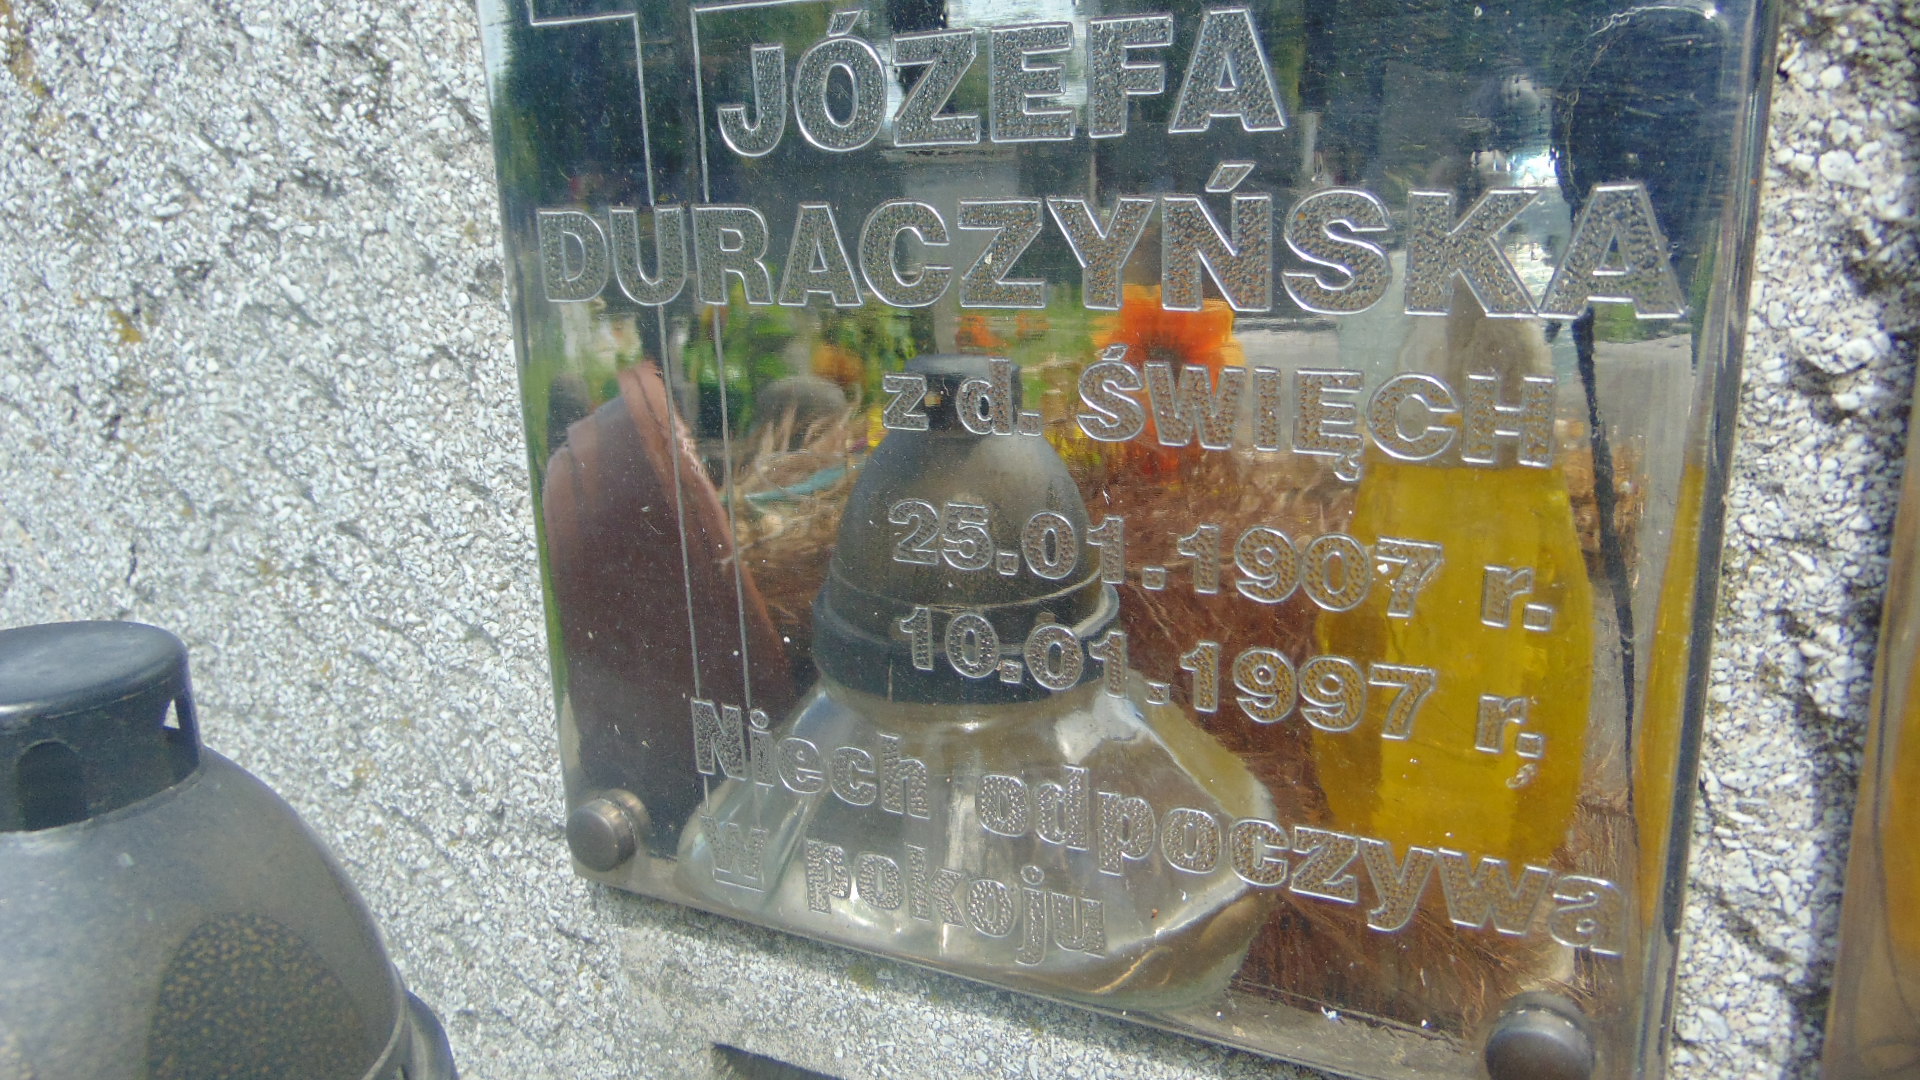 JÓZEFA
DURACZYŃSKA
z d. ŚWIĘCH
25.01.1907 r.
10.01.1997 r,
Niech odpoczywa
w pokoju